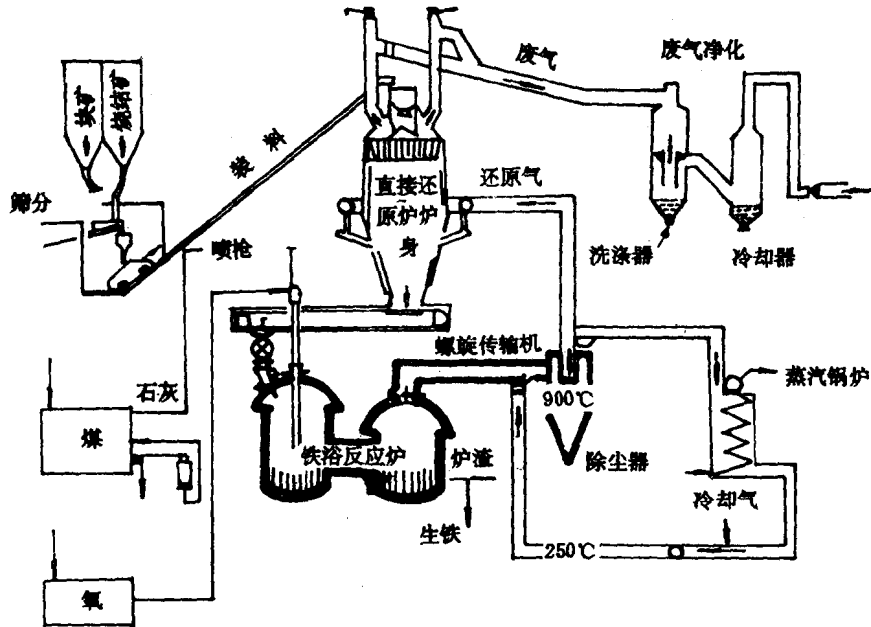 废气
废气净化
块矿
烧结矿
装料
筛分
直接还
原炉炉
身
还原气
喷枪
洗涤器
冷却器
螺旋传输机
石灰
蒸汽锅炉
900℃
煤
铁浴反应炉
炉渣
除尘器
冷却气
生铁
250℃
氧